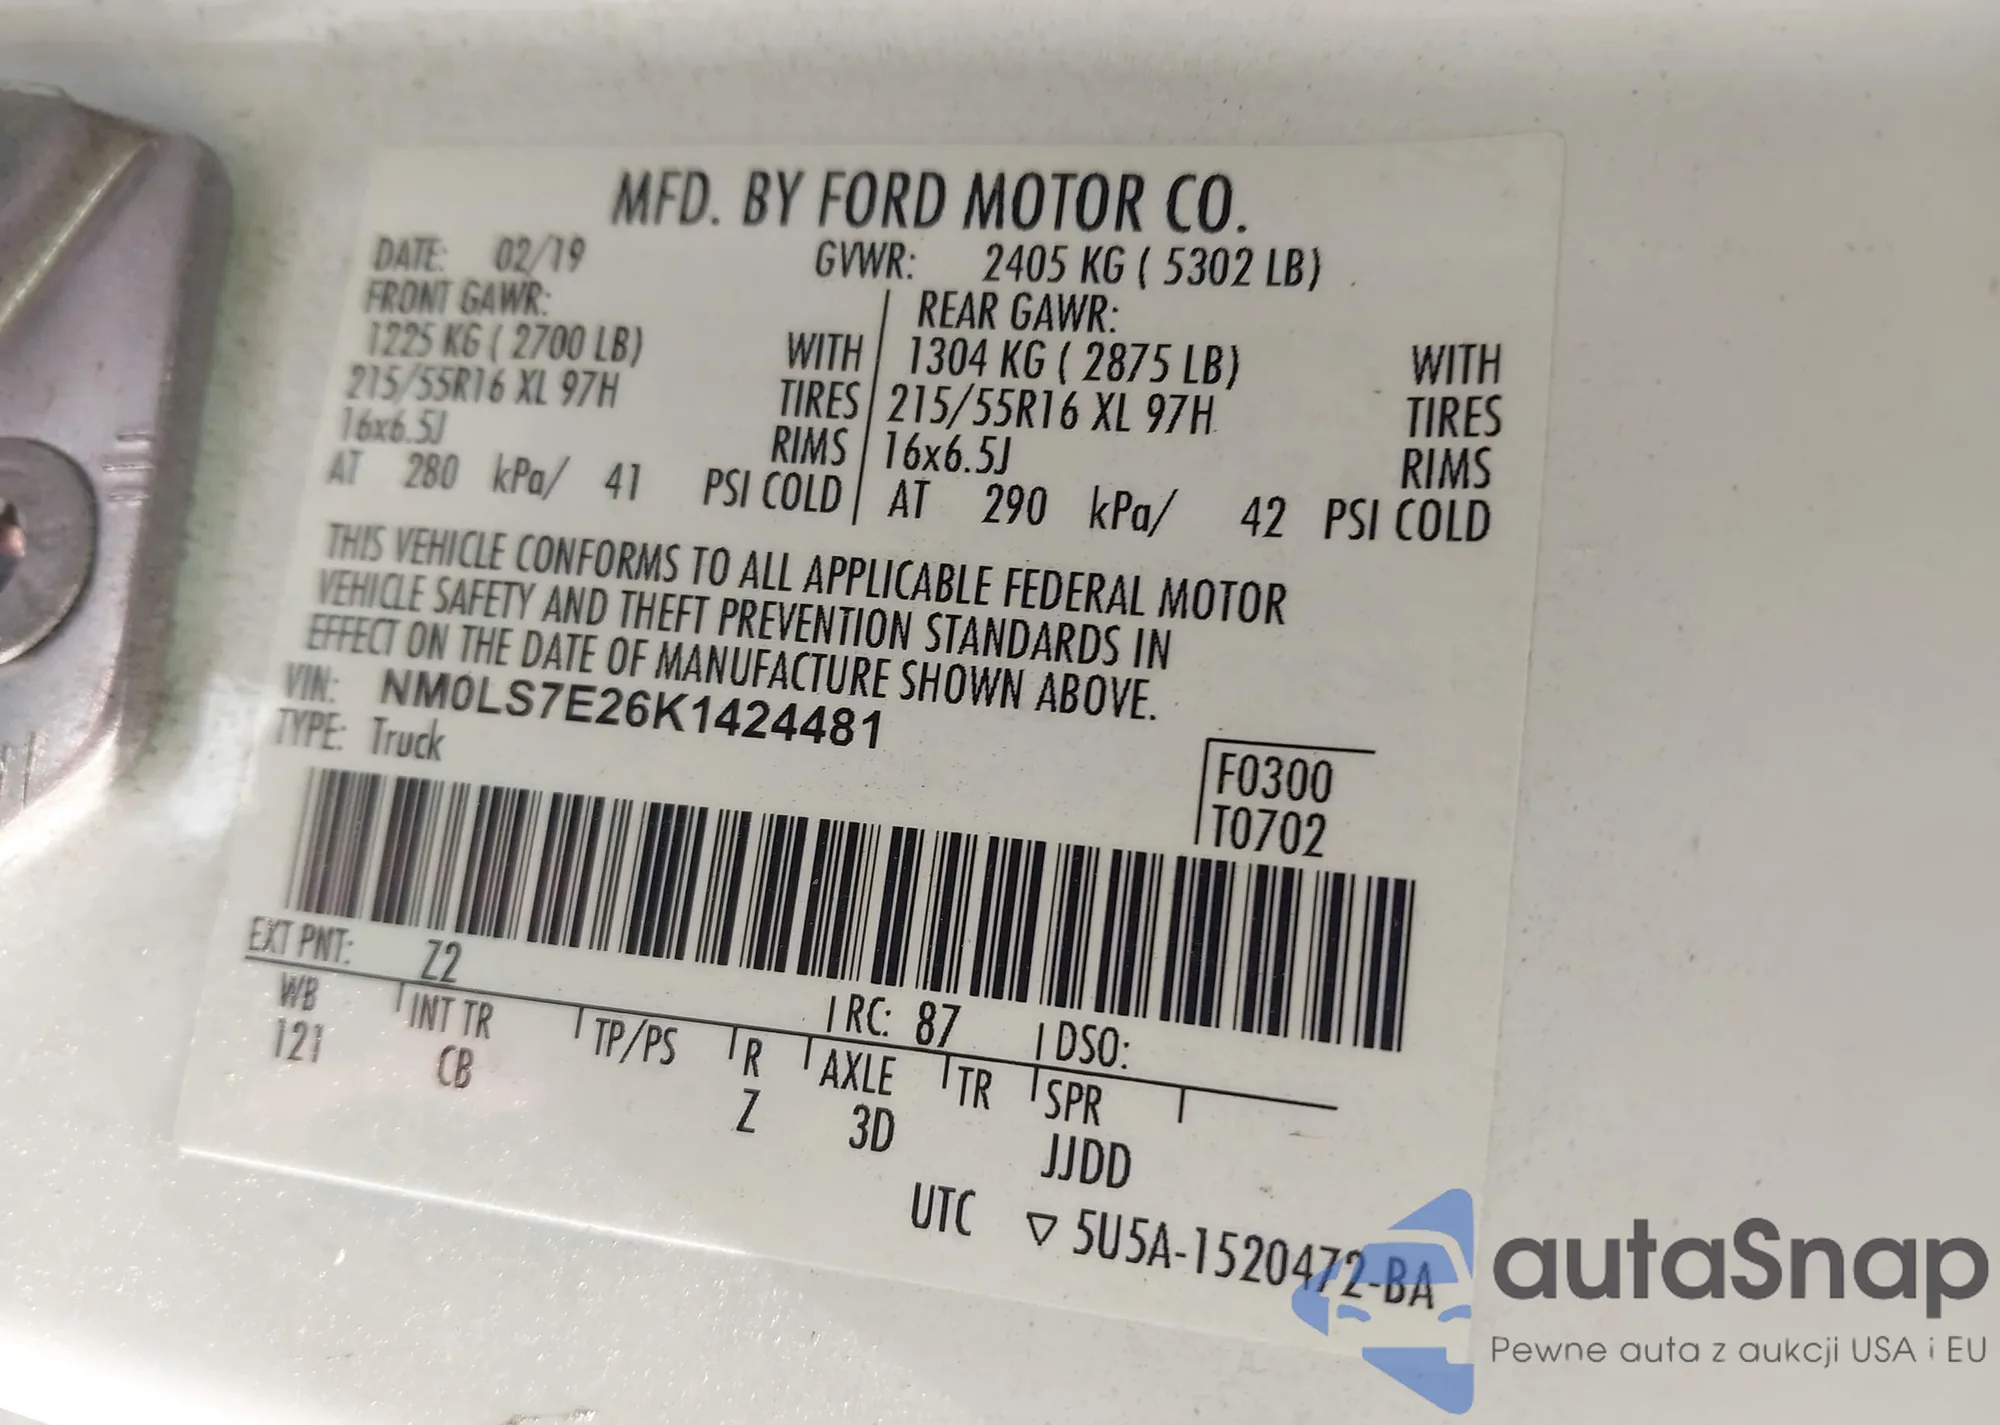 MFD. BY FORD MOTOR CO.
DATE: 02/19 GVWR: 2405 KG ( 5302 LB)
FRONT GAWR: REAR GAWR:
1225 KG ( 2700 LB) WITH 1304 KG ( 2875 LB) WITH
215/55R16 XL 97H TIRES 215/55R16 XL 97H TIRES
16x6.5J RIMS 16x6.5J RIMS
AT 280 kPa/ 41 PSI COLD AT 290 kPa/ 42 PSI COLD
THIS VEHICLE CONFORMS TO ALL APPLICABLE FEDERAL MOTOR
VEHICLE SAFETY AND THEFT PREVENTION STANDARDS IN
EFFECT ON THE DATE OF MANUFACTURE SHOWN ABOVE.
VIN: NM0LS7E26K1424481
TYPE: Truck
F0300
T0702
EXT PNT: Z2 RC: 87 DSO:
WB INT TR TP/PS R AXLE TR SPR
121 CB Z 3D JJDD
UTC ▽ 5U5A-1520472-BA
autaSnap
Pewne auta z aukcji USA i EU